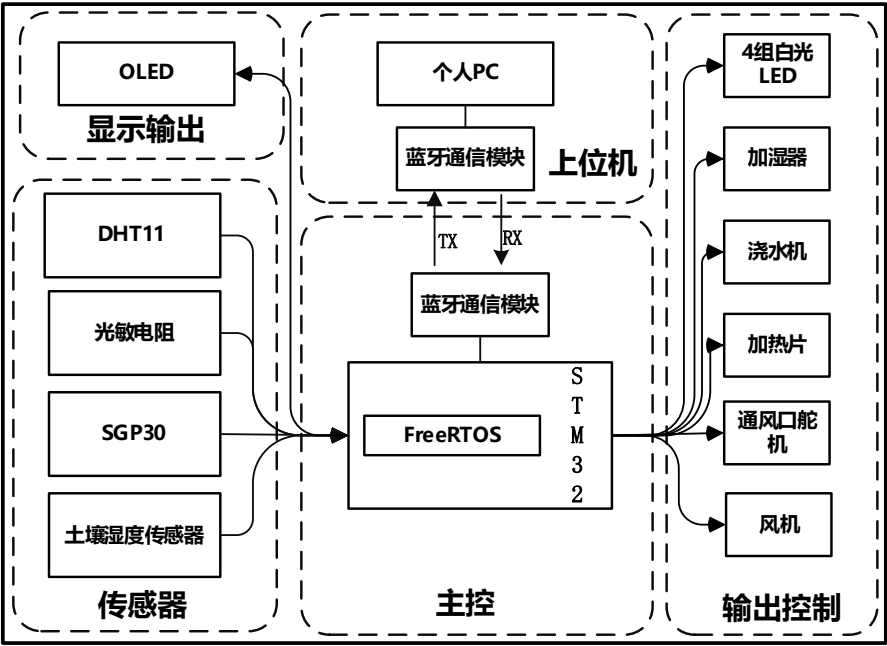 OLED
显示输出
个人PC
蓝牙通信模块
上位机
DHT11
光敏电阻
SGP30
土壤湿度传感器
传感器
TX
RX
蓝牙通信模块
FreeRTOS
S
T
M
3
2
主控
4组白光
LED
加湿器
浇水机
加热片
通风口舵
机
风机
输出控制